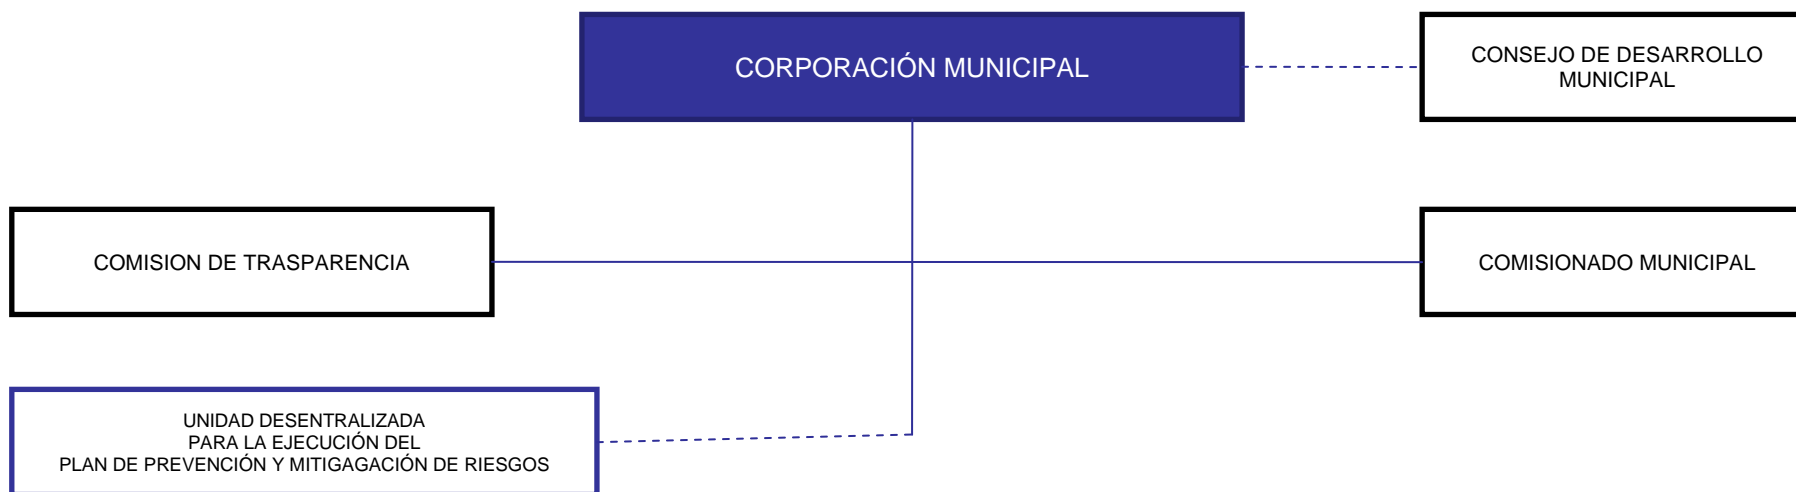 CORPORACIÓN MUNICIPAL
CONSEJO DE DESARROLLO
MUNICIPAL
COMISION DE TRASPARENCIA
COMISIONADO MUNICIPAL
UNIDAD DESENTRALIZADA
PARA LA EJECUCIÓN DEL
PLAN DE PREVENCIÓN Y MITIGAGACIÓN DE RIESGOS